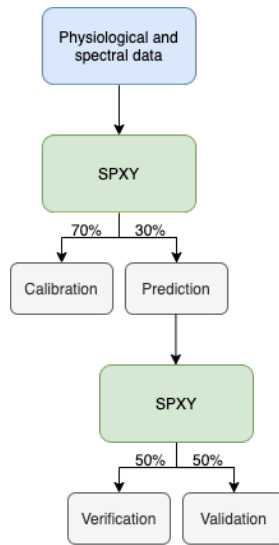 Physiological and
spectral data
SPXY
70% 30%
Calibration Prediction
SPXY
50% 50%
Verification Validation